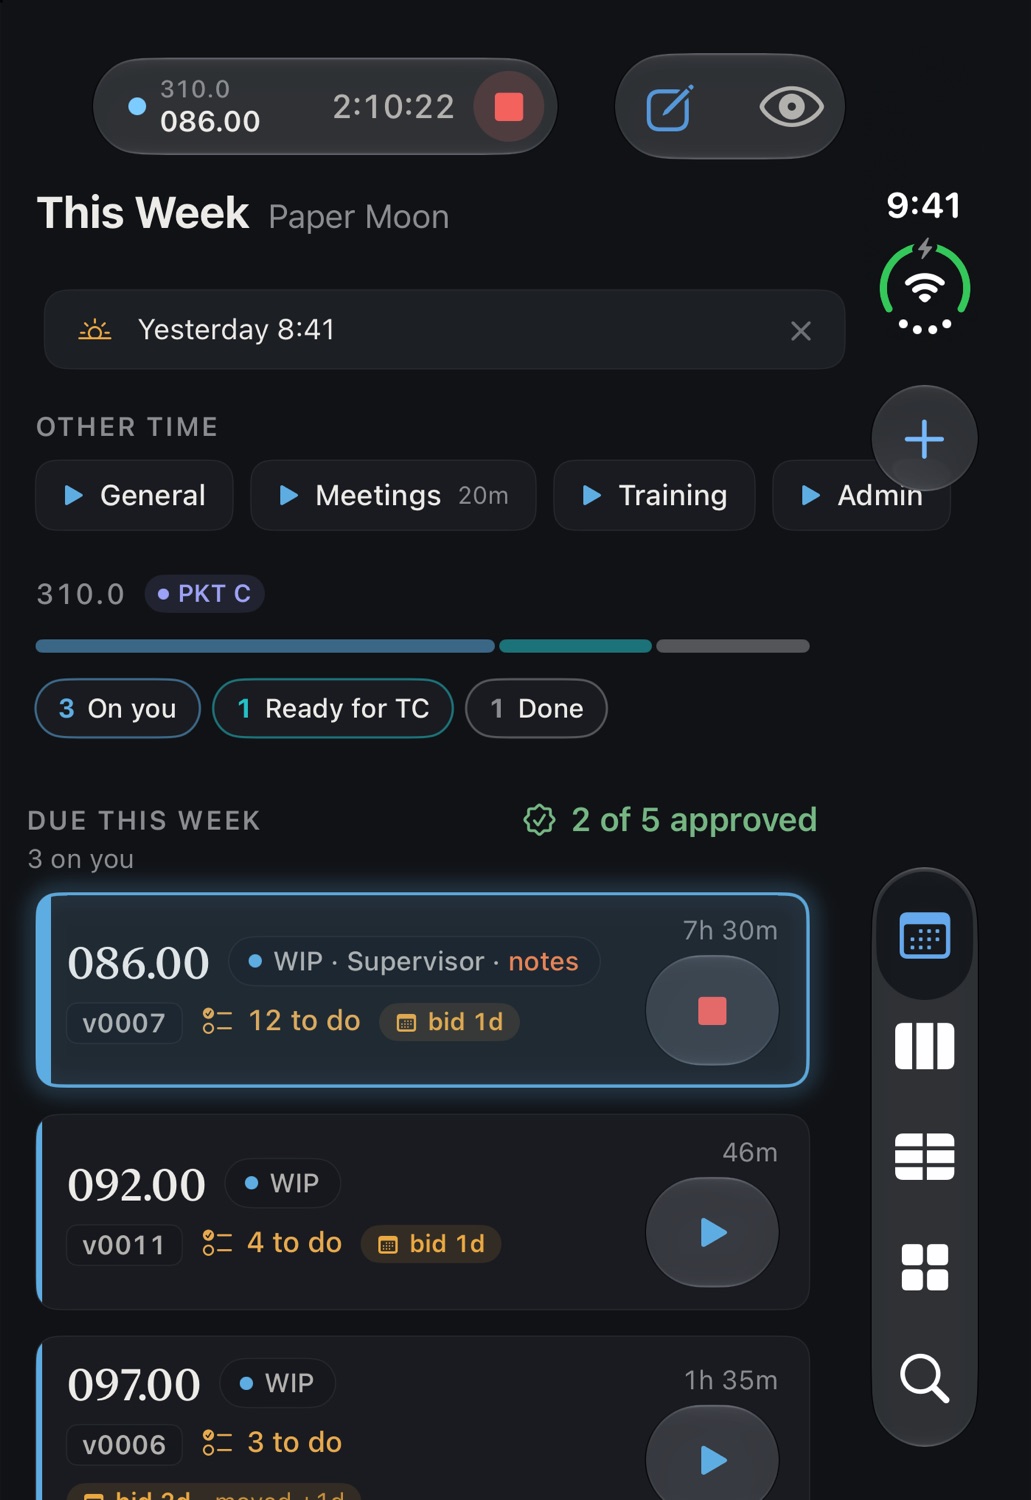 310.0
086.00
2:10:22
This Week Paper Moon
9:41
Yesterday 8:41
OTHER TIME
General
Meetings 20m
Training
Admin
310.0 PKT C
3 On you
1 Ready for TC
1 Done
DUE THIS WEEK
3 on you
2 of 5 approved
086.00 WIP · Supervisor · notes
7h 30m
v0007 12 to do bid 1d
092.00 WIP
46m
v0011 4 to do bid 1d
097.00 WIP
1h 35m
v0006 3 to do
bid 2d moved +1d